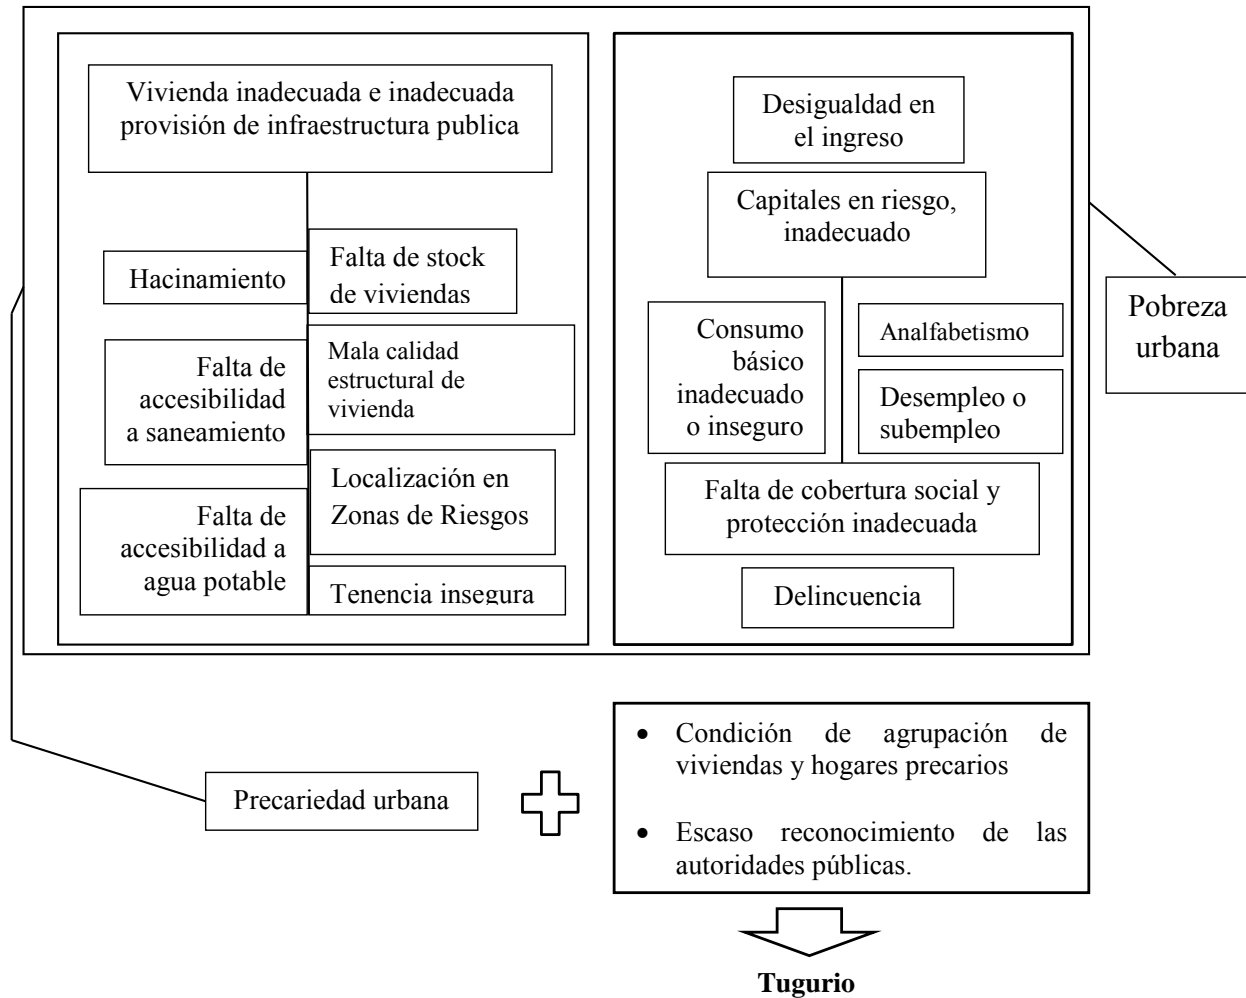 Vivienda inadecuada e inadecuada
provisión de infraestructura publica
Hacinamiento
Falta de stock
de viviendas
Falta de
accesibilidad
a saneamiento
Mala calidad
estructural de
vivienda
Falta de
accesibilidad a
agua potable
Localización en
Zonas de Riesgos
Tenencia insegura
Desigualdad en
el ingreso
Capitales en riesgo,
inadecuado
Consumo
básico
inadecuado
o inseguro
Analfabetismo
Desempleo o
subempleo
Falta de cobertura social y
protección inadecuada
Delincuencia
Pobreza
urbana
Precariedad urbana
• Condición de agrupación de
viviendas y hogares precarios
• Escaso reconocimiento de las
autoridades públicas.
Tugurio